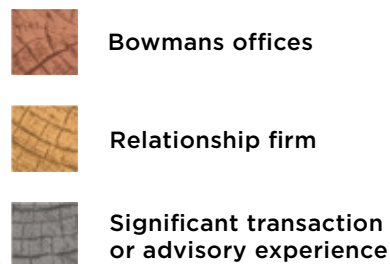 Bowmans offices
Relationship firm
Significant transaction
or advisory experience